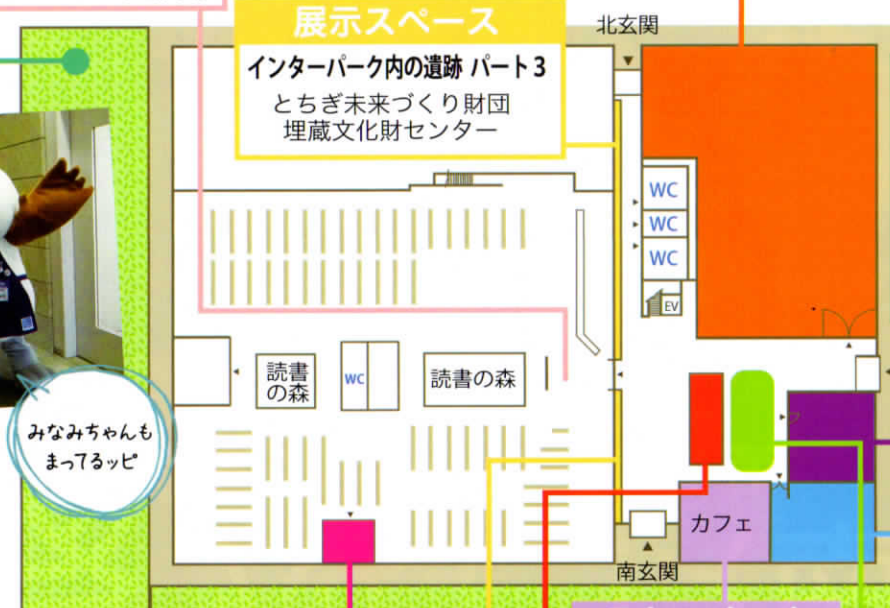 展示スペース
インターパーク内の遺跡 パート3
とちぎ未来づくり財団
埋蔵文化財センター
北玄関
WC
WC
WC
EV
読書
の森
WC
読書の森
みなみちゃんも
まってるッピ
カフェ
南玄関